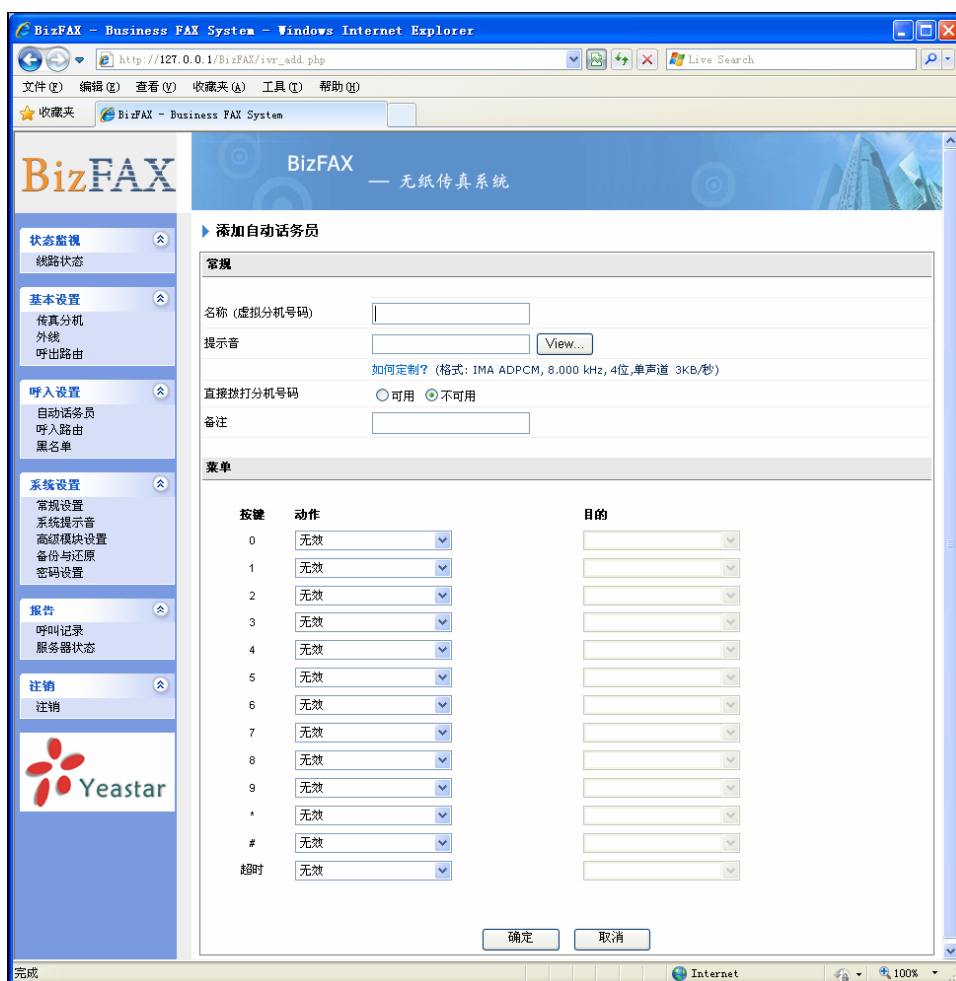 BizFAX - Business FAX System - Windows Internet Explorer
http://127.0.0.1/BizFAX/ivr_add.php
Live Search
文件(F) 编辑(E) 查看(V) 收藏夹(A) 工具(T) 帮助(H)
收藏夹 BizFAX - Business FAX System
BizFAX
BizFAX — 无纸传真系统
状态监视
线路状态
基本设置
传真分机
外线
呼出路由
呼入设置
自动话务员
呼入路由
黑名单
系统设置
常规设置
系统提示音
高级模块设置
备份与还原
密码设置
报告
呼叫记录
服务器状态
注销
注销
Yeastar
添加自动话务员
常规
名称 (虚拟分机号码)
提示音 View...
如何定制? (格式: IMA ADPCM, 8.000 kHz, 4位,单声道 3KB/秒)
直接拨打分机号码 可用 不可用
备注
菜单
按键 动作 目的
0 无效
1 无效
2 无效
3 无效
4 无效
5 无效
6 无效
7 无效
8 无效
9 无效
* 无效
# 无效
超时 无效
确定 取消
完成 Internet 100%